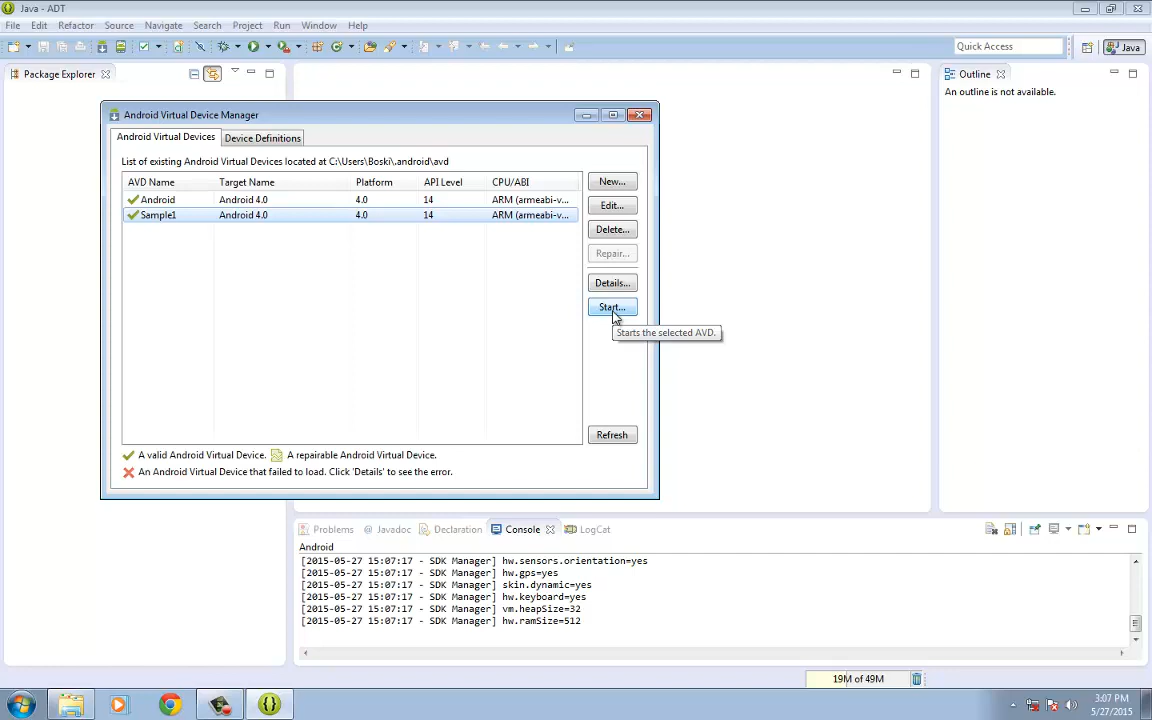 Java - ADT
File Edit Refactor Source Navigate Search Project Run Window Help
Quick Access
Java
Package Explorer
Outline
An outline is not available.
Android Virtual Device Manager
Android Virtual Devices Device Definitions
List of existing Android Virtual Devices located at C:\Users\Boski\.android\avd
AVD Name Target Name Platform API Level CPU/ABI
Android Android 4.0 4.0 14 ARM (armeabi-v...
Sample1 Android 4.0 4.0 14 ARM (armeabi-v...
New...
Edit...
Delete...
Repair...
Details...
Start...
Starts the selected AVD.
Refresh
A valid Android Virtual Device. A repairable Android Virtual Device.
An Android Virtual Device that failed to load. Click 'Details' to see the error.
Problems @ Javadoc Declaration Console LogCat
Android
[2015-05-27 15:07:17 - SDK Manager] hw.sensors.orientation=yes
[2015-05-27 15:07:17 - SDK Manager] hw.gps=yes
[2015-05-27 15:07:17 - SDK Manager] skin.dynamic=yes
[2015-05-27 15:07:17 - SDK Manager] hw.keyboard=yes
[2015-05-27 15:07:17 - SDK Manager] vm.heapSize=32
[2015-05-27 15:07:17 - SDK Manager] hw.ramSize=512
19M of 49M
3:07 PM
5/27/2015